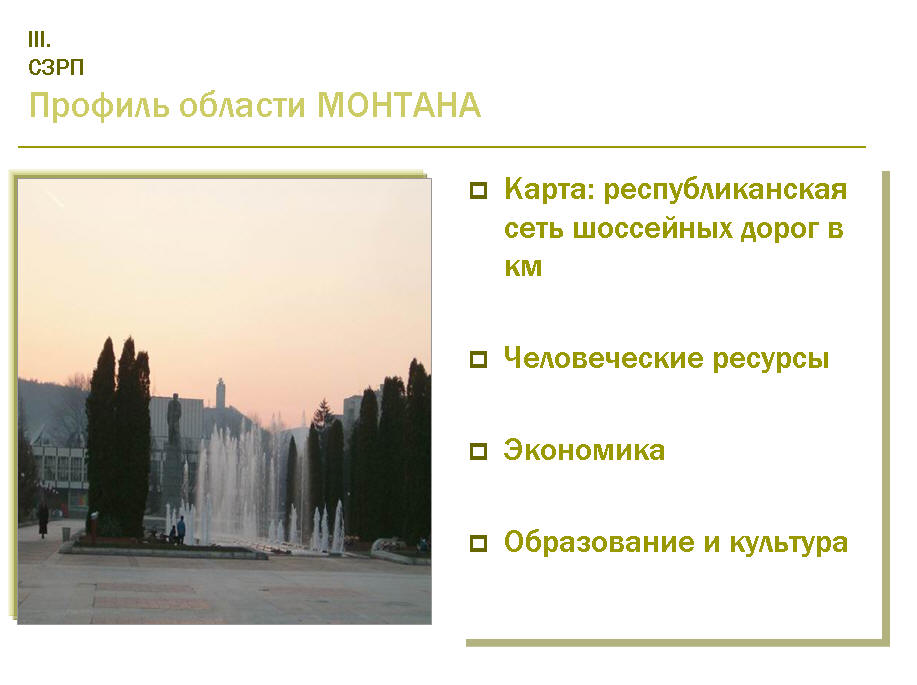 III.
СЗРП
Профиль области МОНТАНА
Карта: республиканская
сеть шоссейных дорог в
км
Человеческие ресурсы
Экономика
Образование и культура